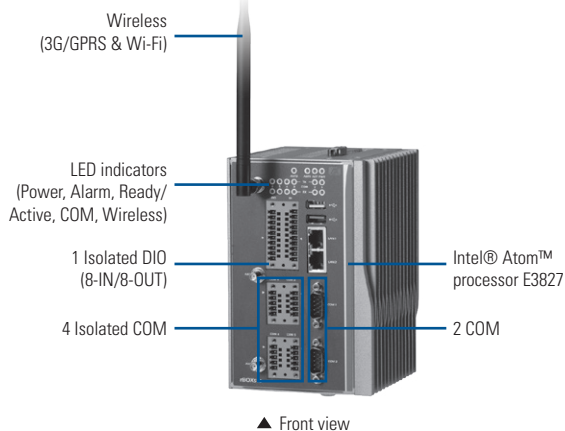 Wireless
(3G/GPRS & Wi-Fi)
LED indicators
(Power, Alarm, Ready/
Active, COM, Wireless)
1 Isolated DIO
(8-IN/8-OUT)
4 Isolated COM
Intel® Atom™
processor E3827
2 COM
▲ Front view